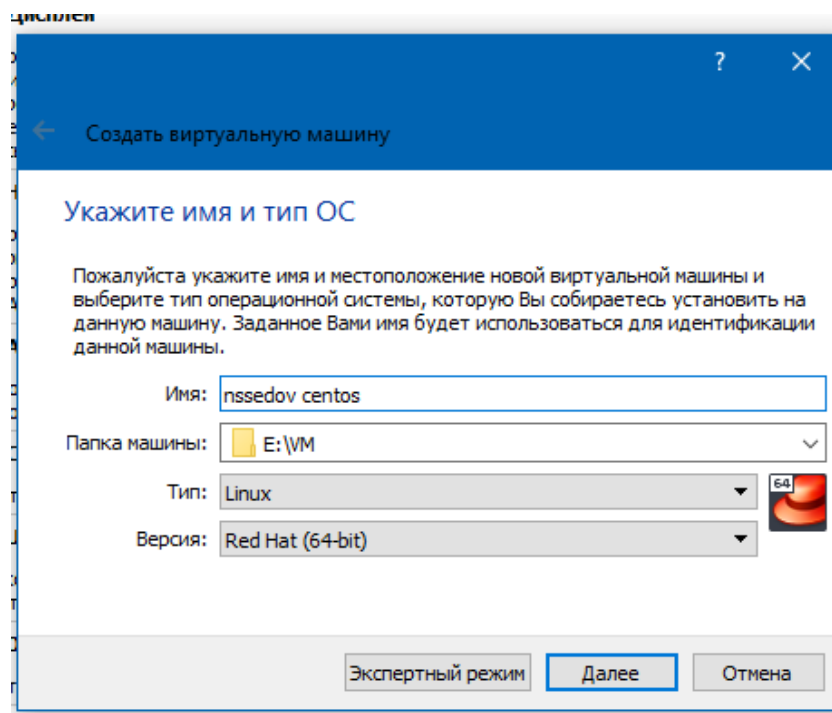 Дисплей
?
Создать виртуальную машину
Укажите имя и тип ОС
Пожалуйста укажите имя и местоположение новой виртуальной машины и
выберите тип операционной системы, которую Вы собираетесь установить на
данную машину. Заданное Вами имя будет использоваться для идентификации
данной машины.
Имя: nssedov centos
Папка машины: E:\VM
Тип: Linux
64
Версия: Red Hat (64-bit)
Экспертный режим Далее Отмена